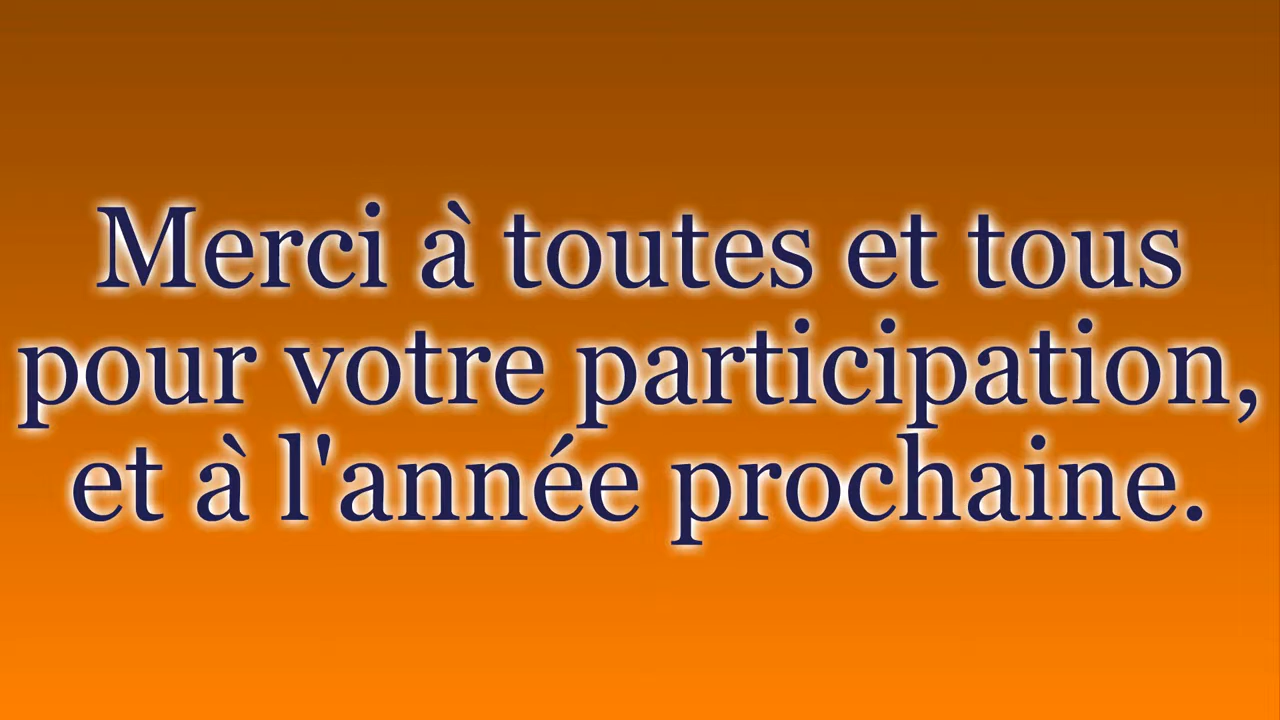 Merci à toutes et tous
pour votre participation,
et à l'année prochaine.